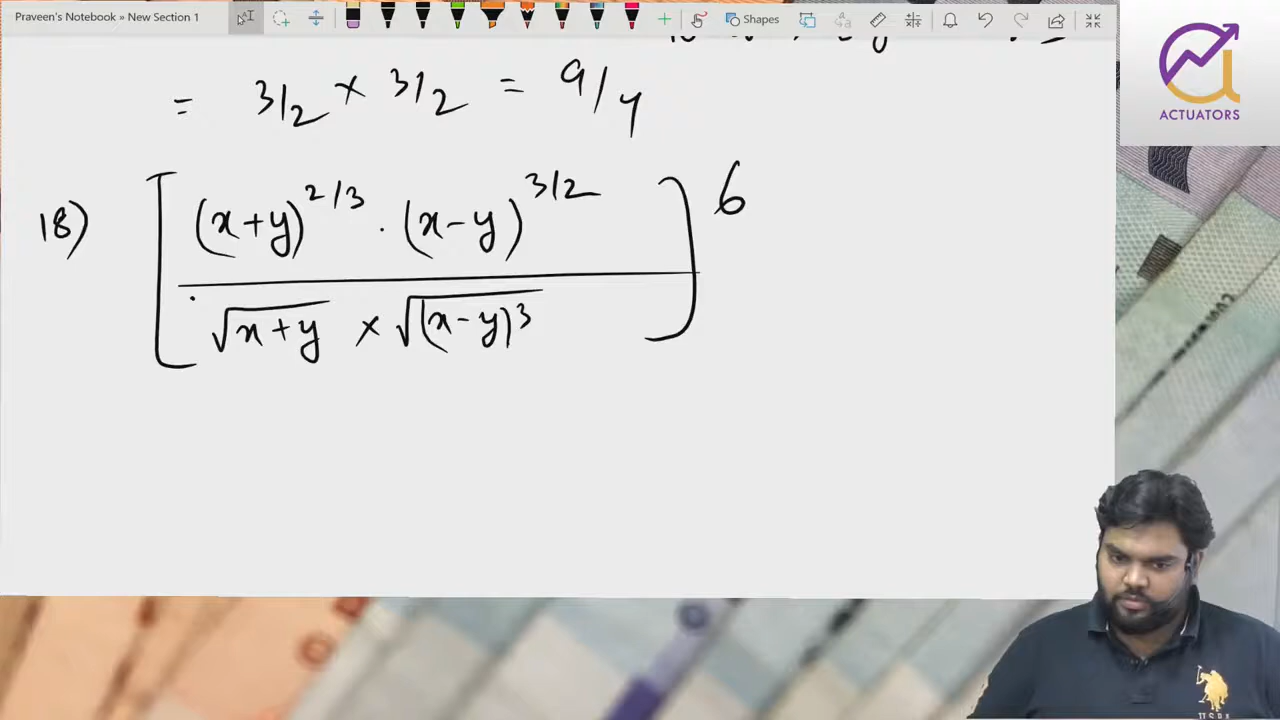 Praveen's Notebook » New Section 1
Shapes
ACTUATORS
= 3/2 × 3/2 = 9/4
18) [ (x+y)^2/3 · (x-y)^3/2
√x+y × √(x-y)^3 ] 6